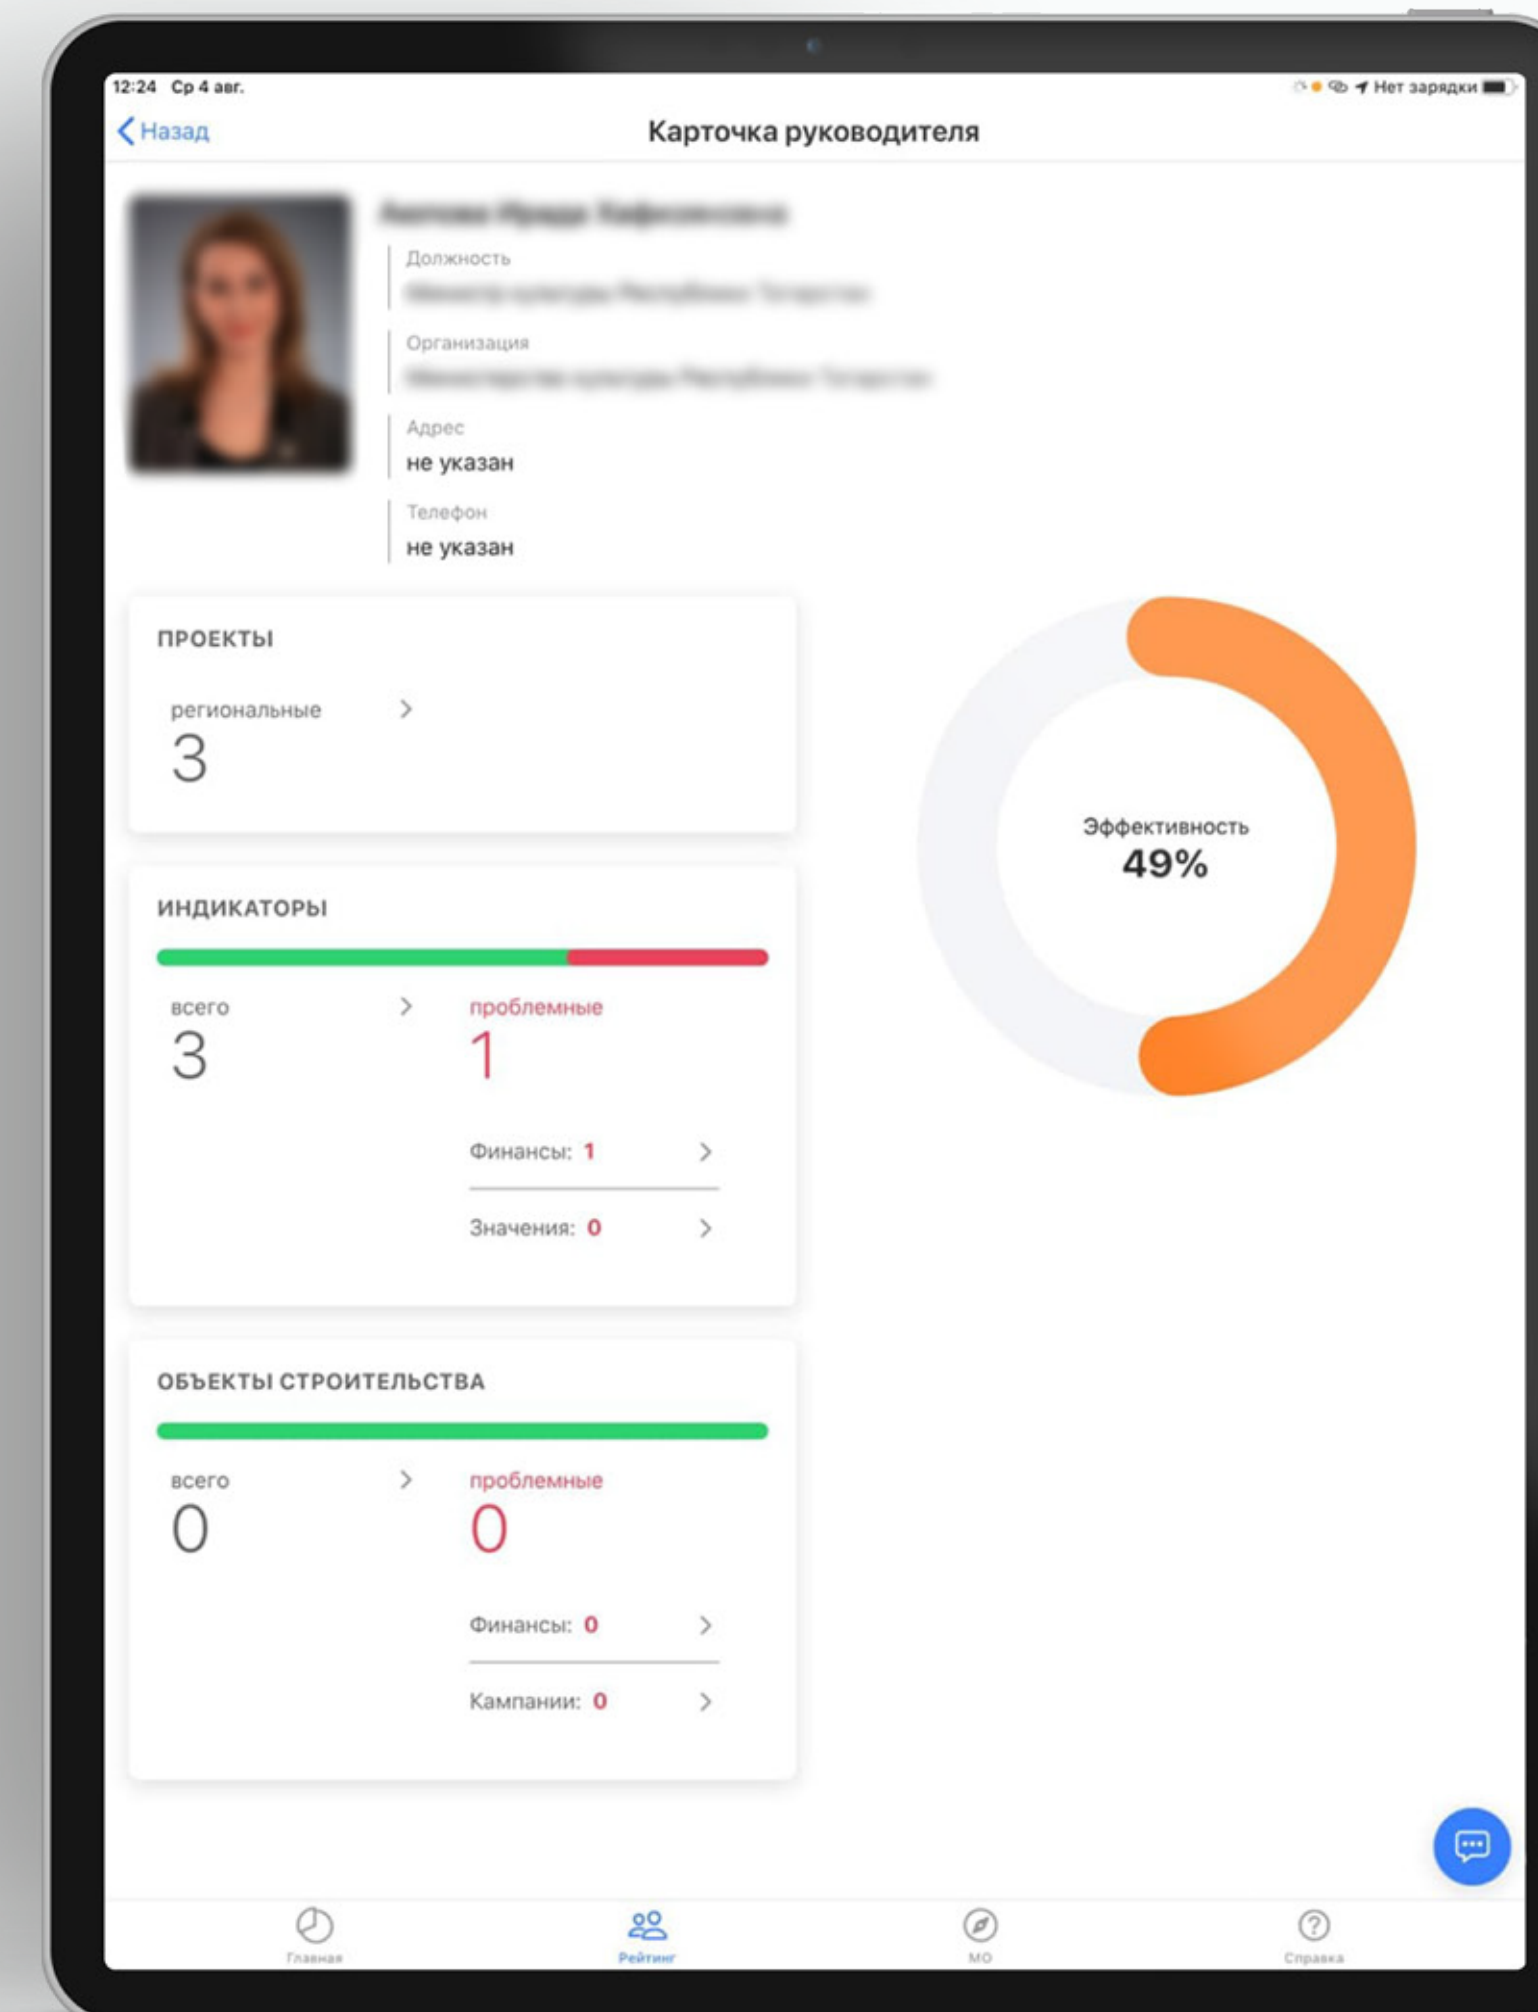 12:24 Ср 4 авг.
Нет зарядки
Назад
Карточка руководителя
Должность
Организация
Адрес
не указан
Телефон
не указан
ПРОЕКТЫ
региональные
3
Эффективность
49%
ИНДИКАТОРЫ
всего
проблемные
3
1
Финансы: 1
Значения: 0
ОБЪЕКТЫ СТРОИТЕЛЬСТВА
всего
проблемные
0
0
Финансы: 0
Кампании: 0
Главная
Рейтинг
МО
Справка